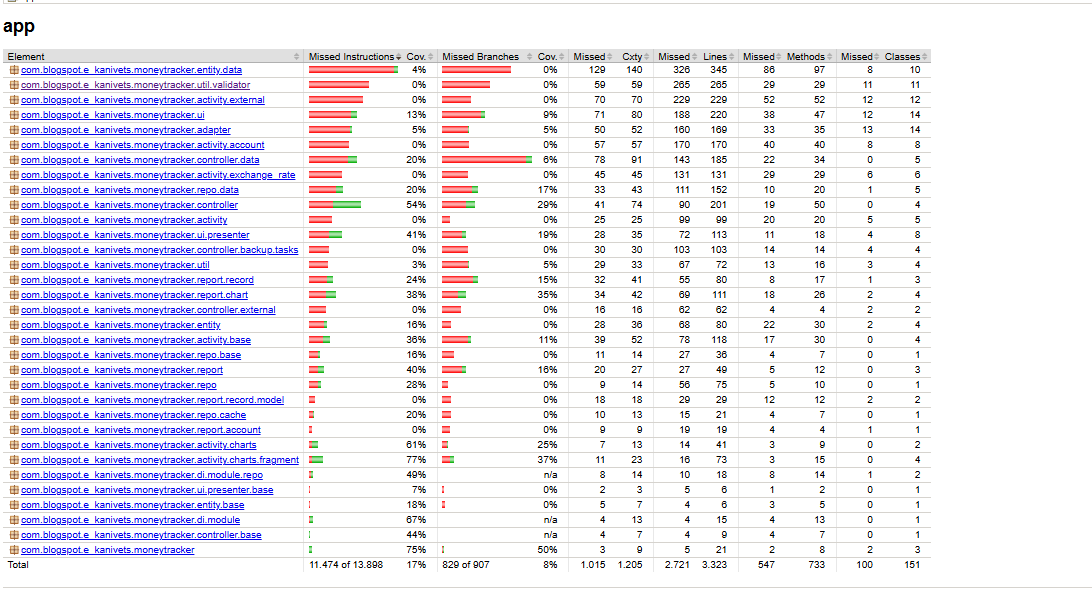 app
Element Missed Instructions Cov. Missed Branches Cov. Missed Cxty Missed Lines Missed Methods Missed Classes
com.blogspot.e_kanivets.moneytracker.entity.data 4% 0% 129 140 326 345 86 97 8 10
com.blogspot.e_kanivets.moneytracker.util.validator 0% 0% 59 59 265 265 29 29 11 11
com.blogspot.e_kanivets.moneytracker.activity.external 0% 0% 70 70 229 229 52 52 12 12
com.blogspot.e_kanivets.moneytracker.ui 13% 9% 71 80 188 220 38 47 12 14
com.blogspot.e_kanivets.moneytracker.adapter 5% 5% 50 52 160 169 33 35 13 14
com.blogspot.e_kanivets.moneytracker.activity.account 0% 0% 57 57 170 170 40 40 8 8
com.blogspot.e_kanivets.moneytracker.controller.data 20% 6% 78 91 143 185 22 34 0 5
com.blogspot.e_kanivets.moneytracker.activity.exchange_rate 0% 0% 45 45 131 131 29 29 6 6
com.blogspot.e_kanivets.moneytracker.repo.data 20% 17% 33 43 111 152 10 20 1 5
com.blogspot.e_kanivets.moneytracker.controller 54% 29% 41 74 90 201 19 50 0 4
com.blogspot.e_kanivets.moneytracker.activity 0% 0% 25 25 99 99 20 20 5 5
com.blogspot.e_kanivets.moneytracker.ui.presenter 41% 19% 28 35 72 113 11 18 4 8
com.blogspot.e_kanivets.moneytracker.controller.backup.tasks 0% 0% 30 30 103 103 14 14 4 4
com.blogspot.e_kanivets.moneytracker.util 3% 5% 29 33 67 72 13 16 3 4
com.blogspot.e_kanivets.moneytracker.report.record 24% 15% 32 41 55 80 8 17 1 3
com.blogspot.e_kanivets.moneytracker.report.chart 38% 35% 34 42 69 111 18 26 2 4
com.blogspot.e_kanivets.moneytracker.controller.external 0% 0% 16 16 62 62 4 4 2 2
com.blogspot.e_kanivets.moneytracker.entity 16% 0% 28 36 68 80 22 30 2 4
com.blogspot.e_kanivets.moneytracker.activity.base 36% 11% 39 52 78 118 17 30 0 4
com.blogspot.e_kanivets.moneytracker.repo.base 16% 0% 11 14 27 36 4 7 0 1
com.blogspot.e_kanivets.moneytracker.report 40% 16% 20 27 27 49 5 12 0 3
com.blogspot.e_kanivets.moneytracker.repo 28% 0% 9 14 56 75 5 10 0 1
com.blogspot.e_kanivets.moneytracker.report.record.model 0% 0% 18 18 29 29 12 12 2 2
com.blogspot.e_kanivets.moneytracker.repo.cache 20% 0% 10 13 15 21 4 7 0 1
com.blogspot.e_kanivets.moneytracker.report.account 0% 0% 9 9 19 19 4 4 1 1
com.blogspot.e_kanivets.moneytracker.activity.charts 61% 25% 7 13 14 41 3 9 0 2
com.blogspot.e_kanivets.moneytracker.activity.charts.fragment 77% 37% 11 23 16 73 3 15 0 4
com.blogspot.e_kanivets.moneytracker.di.module.repo 49% n/a 8 14 10 18 8 14 1 2
com.blogspot.e_kanivets.moneytracker.ui.presenter.base 7% 0% 2 3 5 6 1 2 0 1
com.blogspot.e_kanivets.moneytracker.entity.base 18% 0% 5 7 4 6 3 5 0 1
com.blogspot.e_kanivets.moneytracker.di.module 67% n/a 4 13 4 15 4 13 0 1
com.blogspot.e_kanivets.moneytracker.controller.base 44% n/a 4 7 4 9 4 7 0 1
com.blogspot.e_kanivets.moneytracker 75% 50% 3 9 5 21 2 8 2 3
Total 11.474 of 13.898 17% 829 of 907 8% 1.015 1.205 2.721 3.323 547 733 100 151